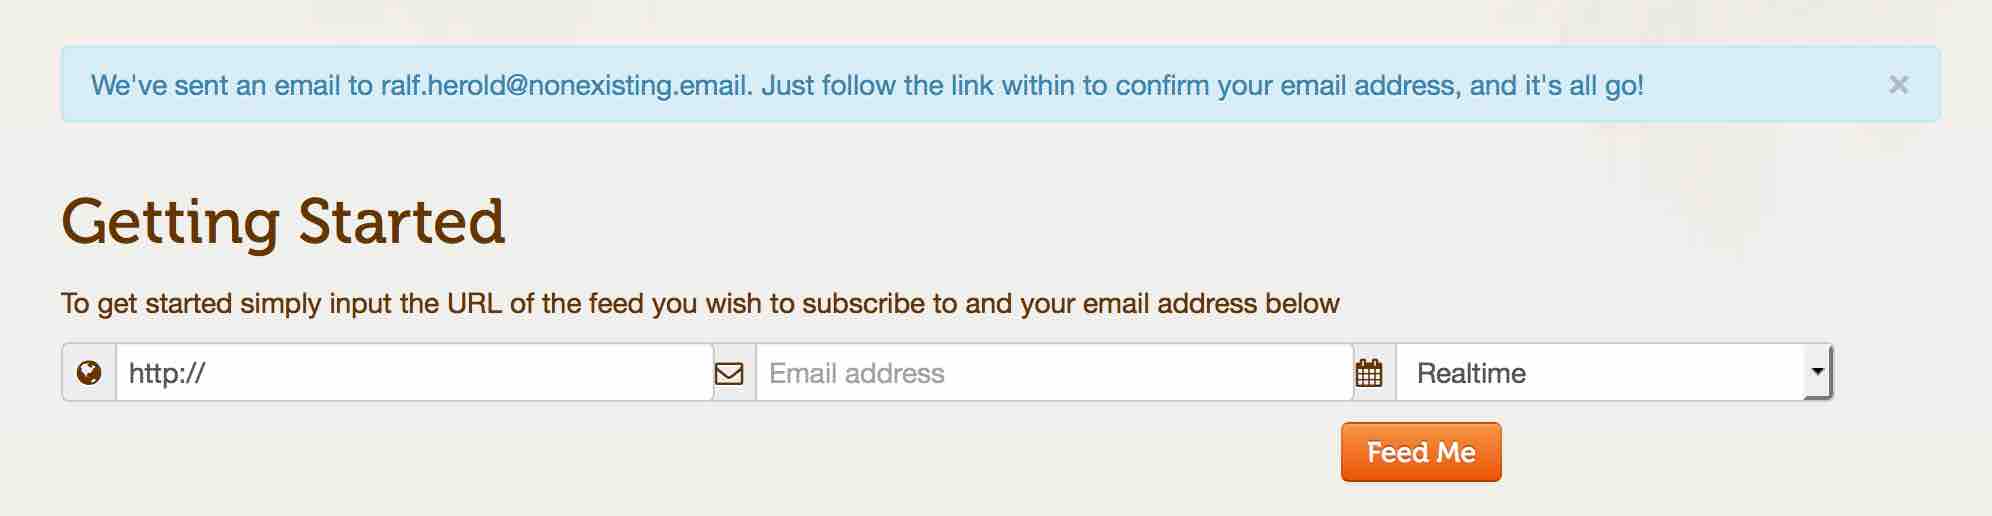 We've sent an email to ralf.herold@nonexisting.email. Just follow the link within to confirm your email address, and it's all go! ×
Getting Started
To get started simply input the URL of the feed you wish to subscribe to and your email address below
http:// Email address Realtime
Feed Me